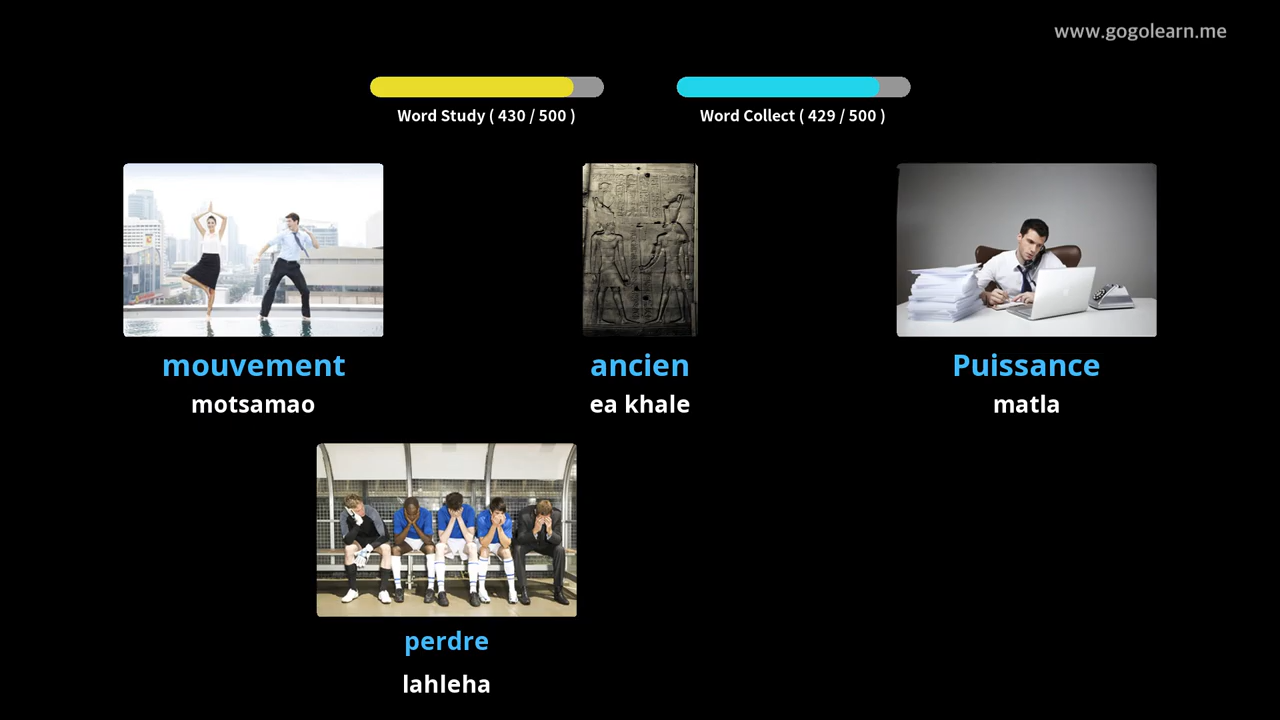 www.gogolearn.me
Word Study ( 430 / 500 )
Word Collect ( 429 / 500 )
mouvement
ancien
Puissance
motsamao
ea khale
matla
perdre
lahleha